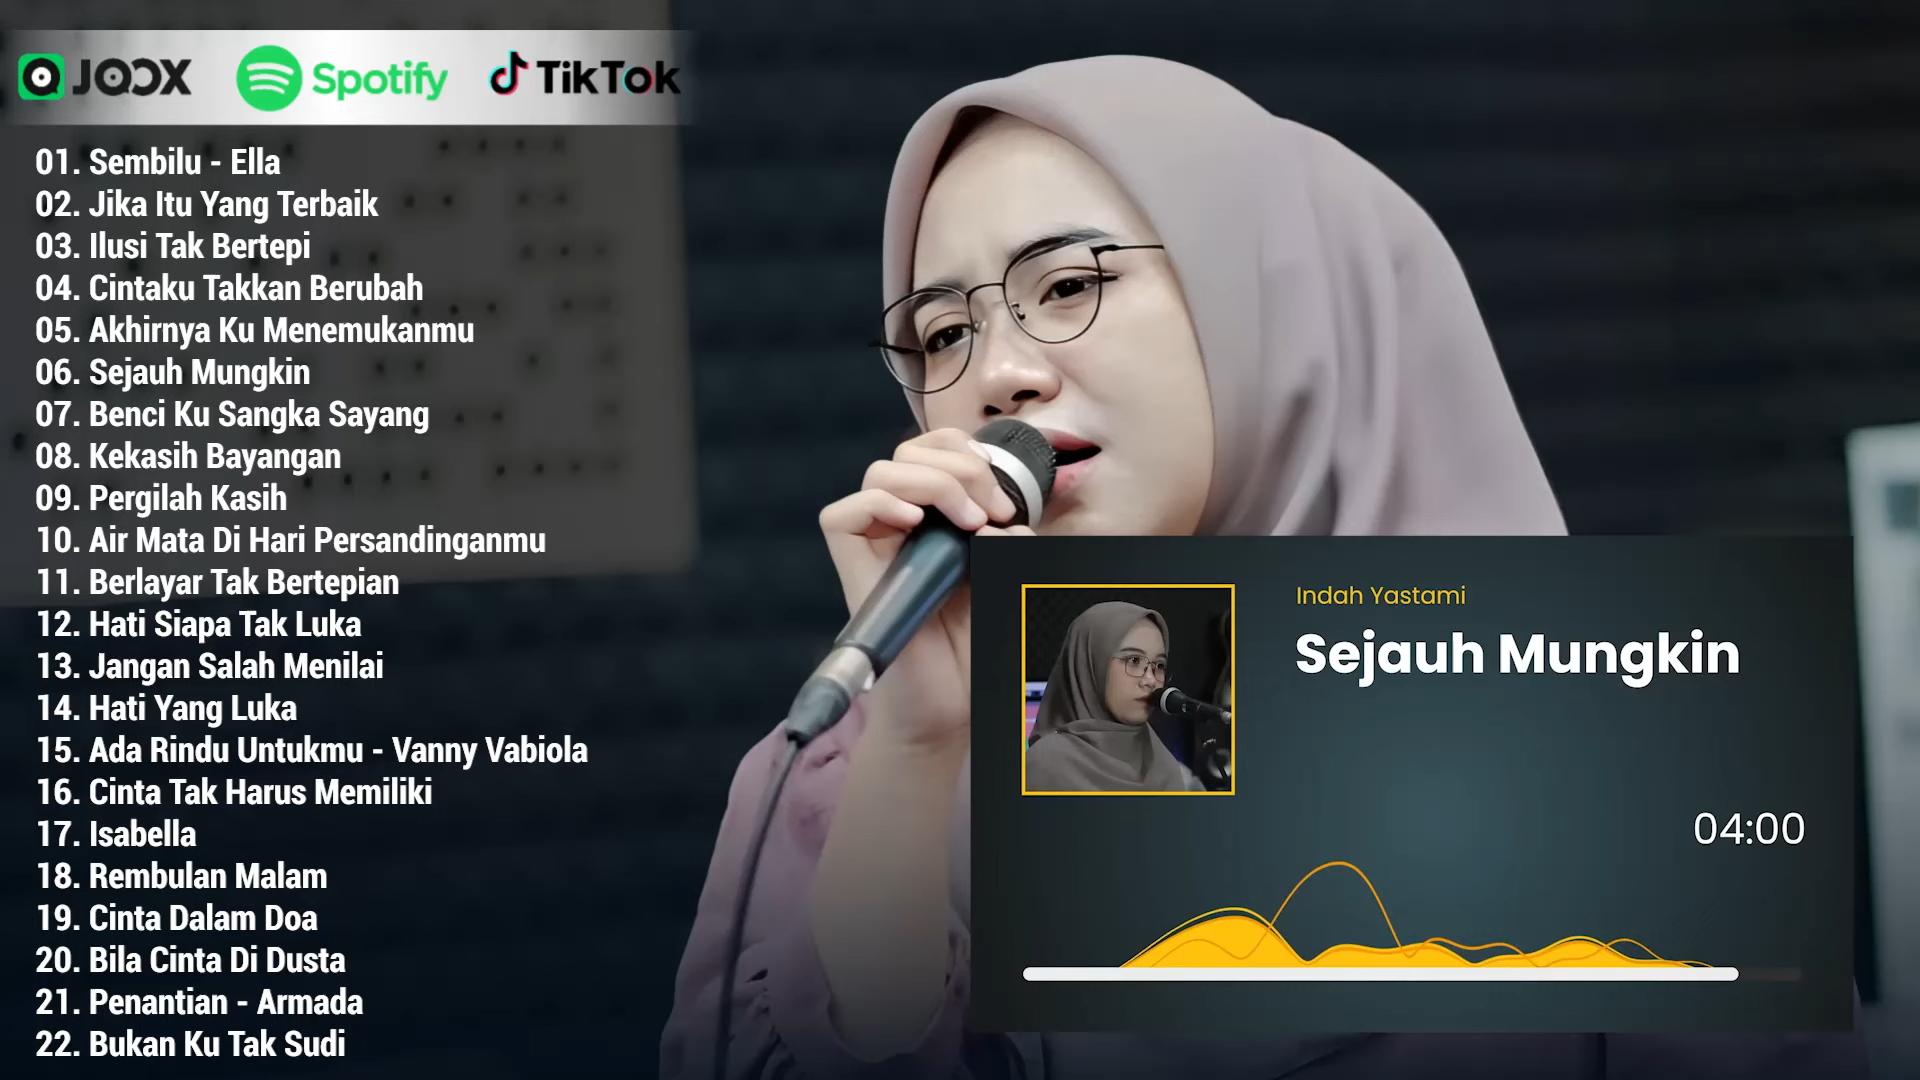 JOOX Spotify TikTok
01. Sembilu - Ella
02. Jika Itu Yang Terbaik
03. Ilusi Tak Bertepi
04. Cintaku Takkan Berubah
05. Akhirnya Ku Menemukanmu
06. Sejauh Mungkin
07. Benci Ku Sangka Sayang
08. Kekasih Bayangan
09. Pergilah Kasih
10. Air Mata Di Hari Persandinganmu
11. Berlayar Tak Bertepian
12. Hati Siapa Tak Luka
13. Jangan Salah Menilai
14. Hati Yang Luka
15. Ada Rindu Untukmu - Vanny Vabiola
16. Cinta Tak Harus Memiliki
17. Isabella
18. Rembulan Malam
19. Cinta Dalam Doa
20. Bila Cinta Di Dusta
21. Penantian - Armada
22. Bukan Ku Tak Sudi
Indah Yastami
Sejauh Mungkin
04:00